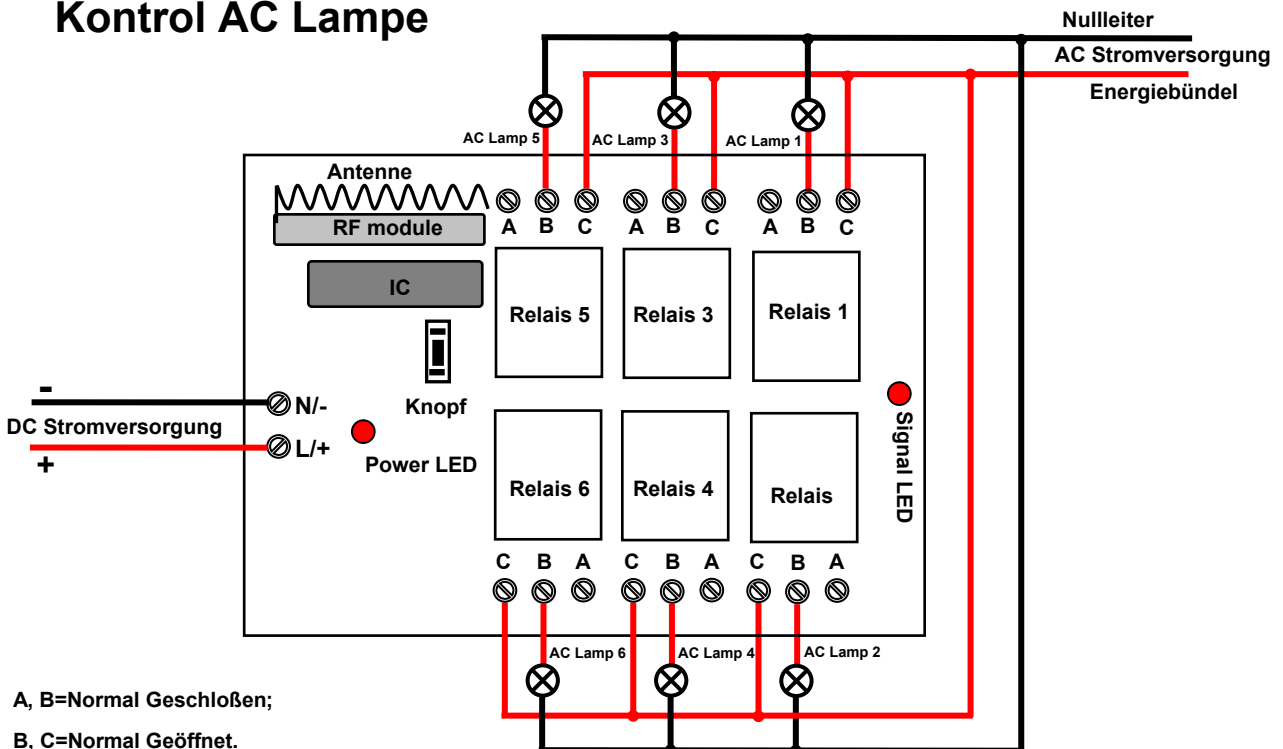 Kontrol AC Lampe
Nullleiter
AC Stromversorgung
Energiebündel
AC Lamp 5
AC Lamp 3
AC Lamp 1
Antenne
RF module
A B C A B C A B C
IC
Relais 5
Relais 3
Relais 1
-
N/-
Knopf
DC Stromversorgung
L/+
+
Power LED
Signal LED
Relais 6
Relais 4
Relais
C B A C B A C B A
AC Lamp 6
AC Lamp 4
AC Lamp 2
A, B=Normal Geschloßen;
B, C=Normal Geöffnet.